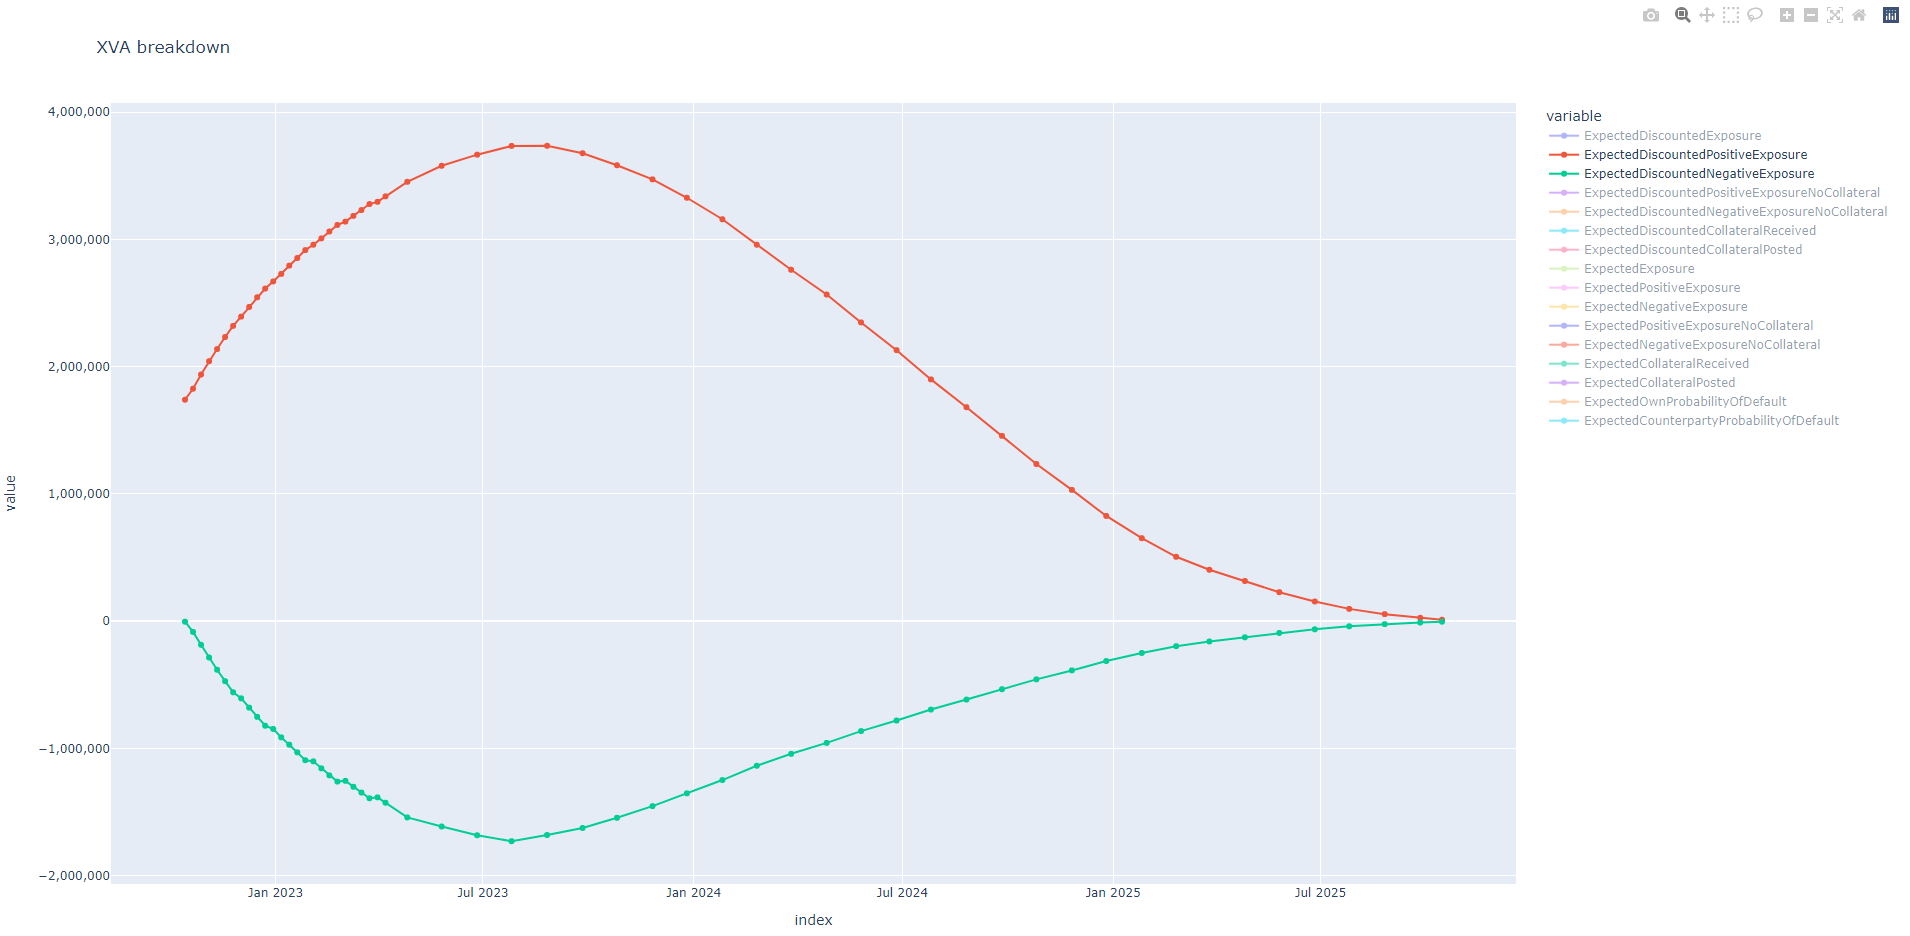 XVA breakdown
4,000,000
3,000,000
2,000,000
1,000,000
0
−1,000,000
−2,000,000
value
Jan 2023
Jul 2023
Jan 2024
Jul 2024
Jan 2025
Jul 2025
index
variable
ExpectedDiscountedExposure
ExpectedDiscountedPositiveExposure
ExpectedDiscountedNegativeExposure
ExpectedDiscountedPositiveExposureNoCollateral
ExpectedDiscountedNegativeExposureNoCollateral
ExpectedDiscountedCollateralReceived
ExpectedDiscountedCollateralPosted
ExpectedExposure
ExpectedPositiveExposure
ExpectedNegativeExposure
ExpectedPositiveExposureNoCollateral
ExpectedNegativeExposureNoCollateral
ExpectedCollateralReceived
ExpectedCollateralPosted
ExpectedOwnProbabilityOfDefault
ExpectedCounterpartyProbabilityOfDefault